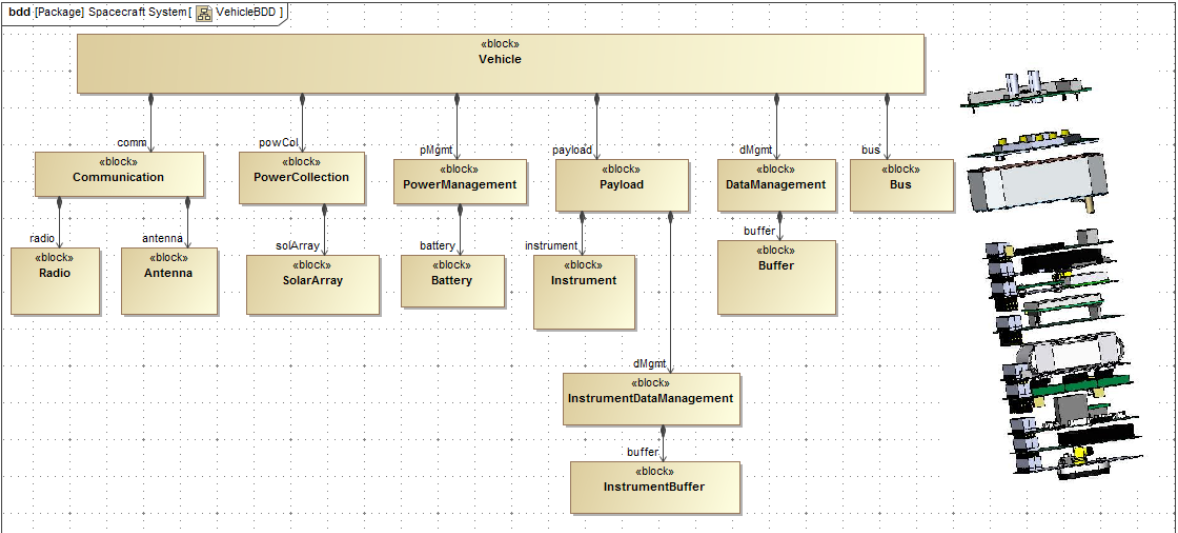 bdd [Package] Spacecraft System[ VehicleBDD ]
«block»
Vehicle
comm
powCol
pMgmt
payload
dMgmt
bus
«block»
Communication
«block»
PowerCollection
«block»
PowerManagement
«block»
Payload
«block»
DataManagement
«block»
Bus
radio
antenna
solArray
battery
instrument
buffer
«block»
Radio
«block»
Antenna
«block»
SolarArray
«block»
Battery
«block»
Instrument
«block»
Buffer
dMgmt
«block»
InstrumentDataManagement
buffer
«block»
InstrumentBuffer